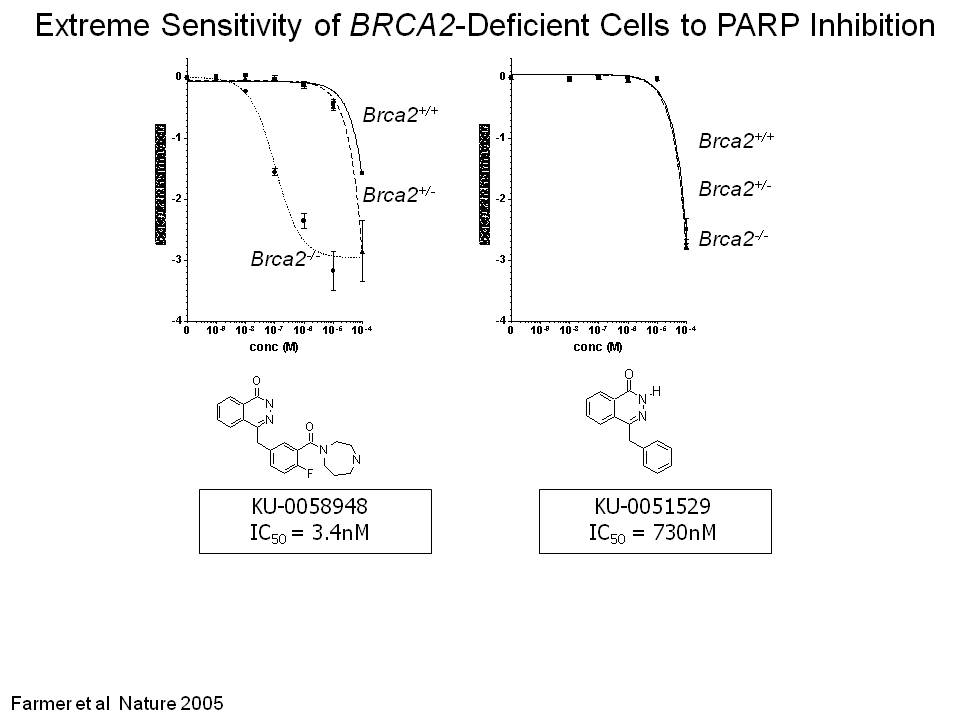 Extreme Sensitivity of BRCA2-Deficient Cells to PARP Inhibition
0
-1
-2
-3
-4
0 10-9 10-8 10-7 10-6 10-5 10-4
conc (M)
Brca2+/+
Brca2+/-
Brca2-/-
0
-1
-2
-3
-4
0 10-9 10-8 10-7 10-6 10-5 10-4
conc (M)
Brca2+/+
Brca2+/-
Brca2-/-
O
N
N
O
N
N
F
O
N
-H
N
KU-0058948
IC50 = 3.4nM
KU-0051529
IC50 = 730nM
Farmer et al Nature 2005